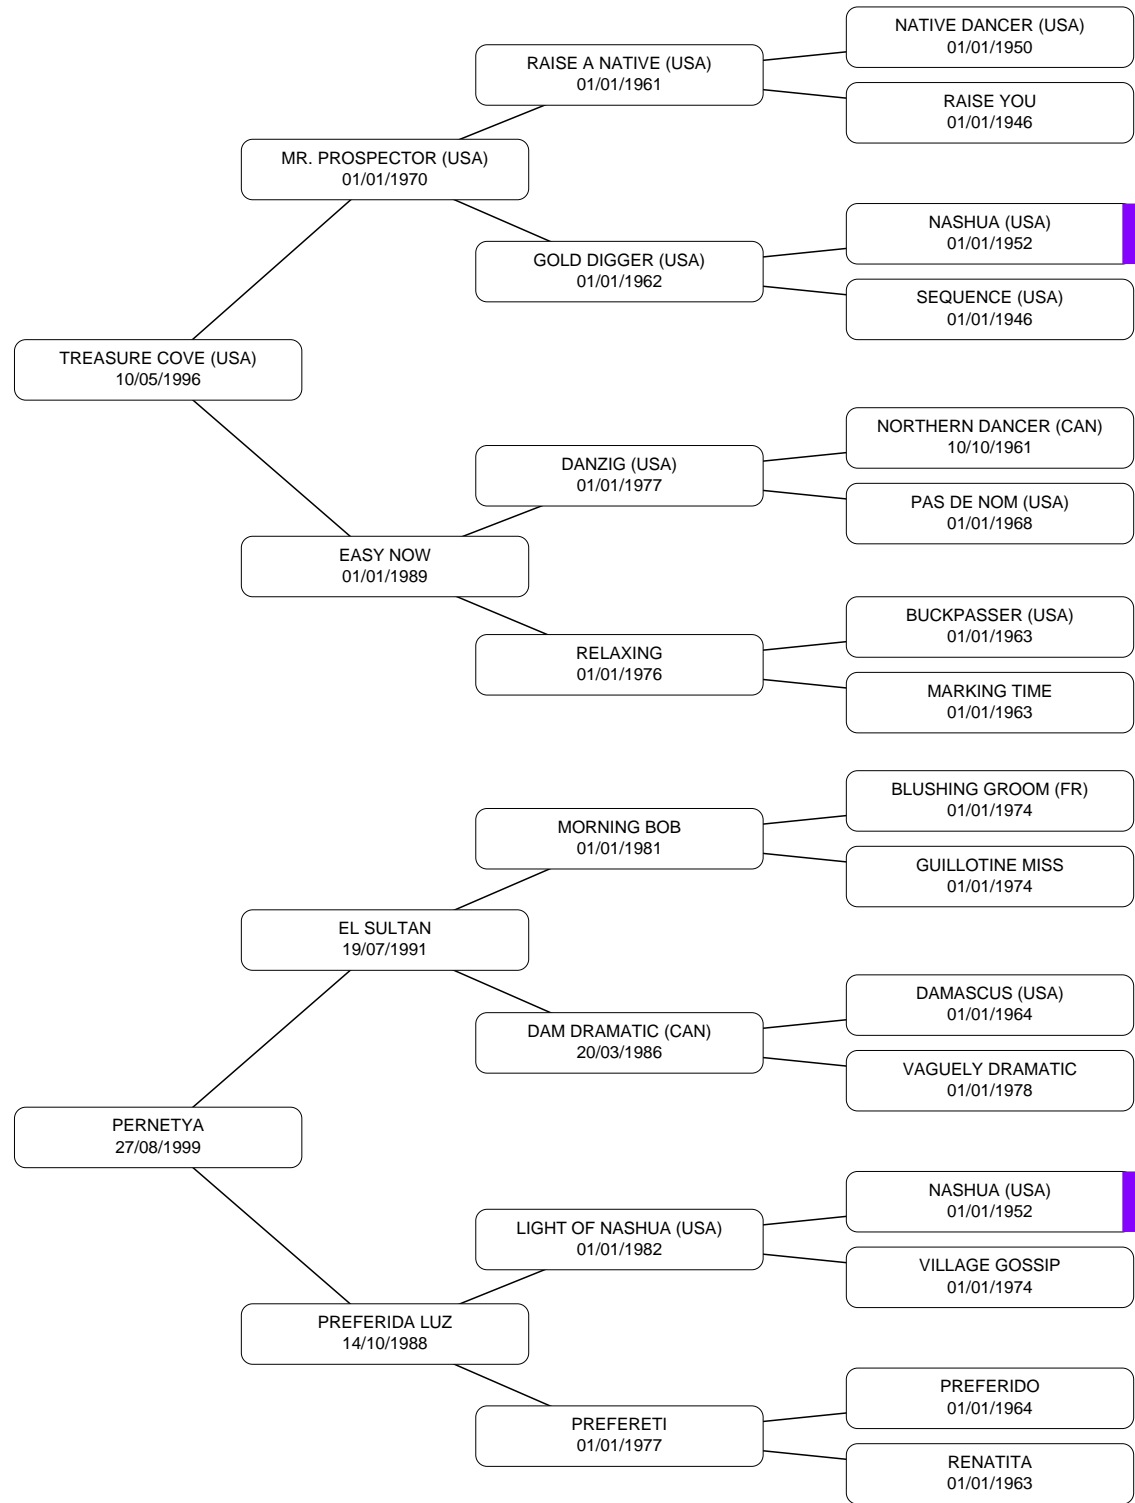 NATIVE DANCER (USA)
01/01/1950
RAISE A NATIVE (USA)
01/01/1961
RAISE YOU
01/01/1946
MR. PROSPECTOR (USA)
01/01/1970
NASHUA (USA)
01/01/1952
GOLD DIGGER (USA)
01/01/1962
SEQUENCE (USA)
01/01/1946
TREASURE COVE (USA)
10/05/1996
NORTHERN DANCER (CAN)
10/10/1961
DANZIG (USA)
01/01/1977
PAS DE NOM (USA)
01/01/1968
EASY NOW
01/01/1989
BUCKPASSER (USA)
01/01/1963
RELAXING
01/01/1976
MARKING TIME
01/01/1963
BLUSHING GROOM (FR)
01/01/1974
MORNING BOB
01/01/1981
GUILLOTINE MISS
01/01/1974
EL SULTAN
19/07/1991
DAMASCUS (USA)
01/01/1964
DAM DRAMATIC (CAN)
20/03/1986
VAGUELY DRAMATIC
01/01/1978
PERNETYA
27/08/1999
NASHUA (USA)
01/01/1952
LIGHT OF NASHUA (USA)
01/01/1982
VILLAGE GOSSIP
01/01/1974
PREFERIDA LUZ
14/10/1988
PREFERIDO
01/01/1964
PREFERETI
01/01/1977
RENATITA
01/01/1963